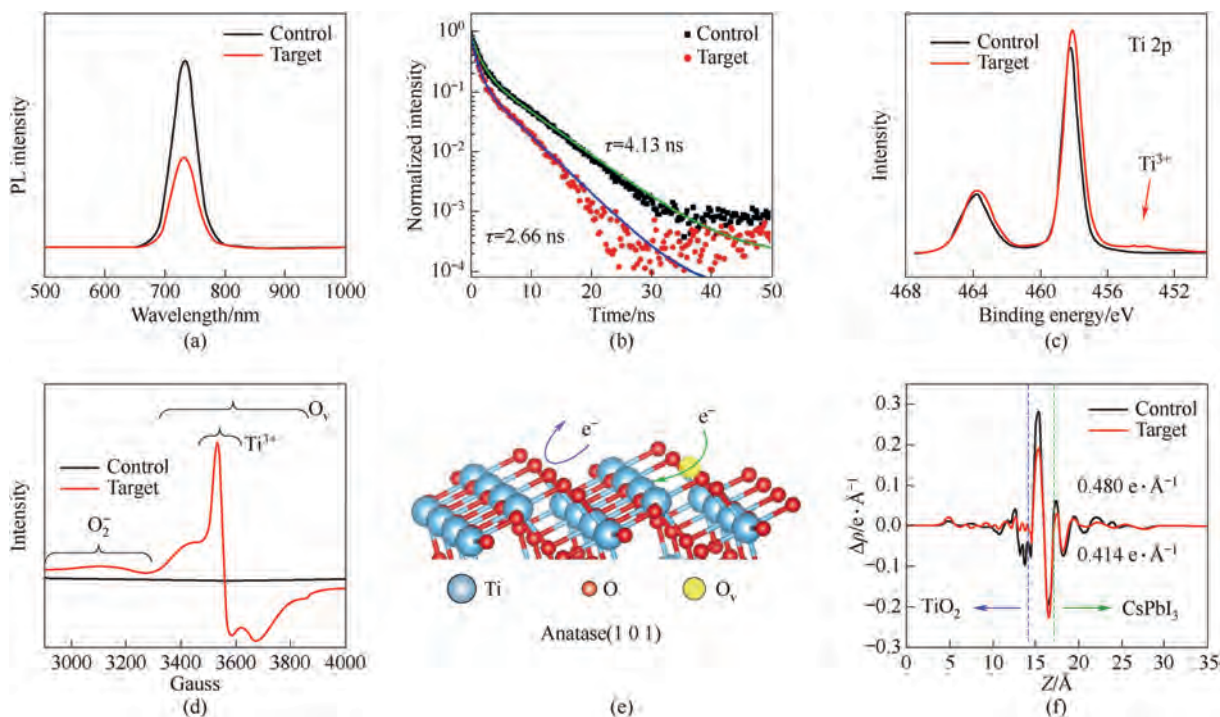 Control
Target
PL intensity
500 600 700 800 900 1000
Wavelength/nm
(a)
10⁰
10⁻¹
10⁻²
10⁻³
10⁻⁴
Normalized intensity
Control
Target
τ=4.13 ns
τ=2.66 ns
0 10 20 30 40 50
Time/ns
(b)
Control
Target
Ti 2p
Ti³⁺
Intensity
468 464 460 456 452
Binding energy/eV
(c)
Oᵥ
Ti³⁺
Control
Target
O₂⁻
Intensity
3000 3200 3400 3600 3800 4000
Gauss
(d)
e⁻
e⁻
Ti
O
Oᵥ
Anatase(1 0 1)
(e)
0.3
0.2
0.1
0.0
−0.1
−0.2
−0.3
Δρ/e·Å⁻¹
Control
Target
0.480 e·Å⁻¹
0.414 e·Å⁻¹
TiO₂
CsPbI₃
0 5 10 15 20 25 30 35
Z/Å
(f)